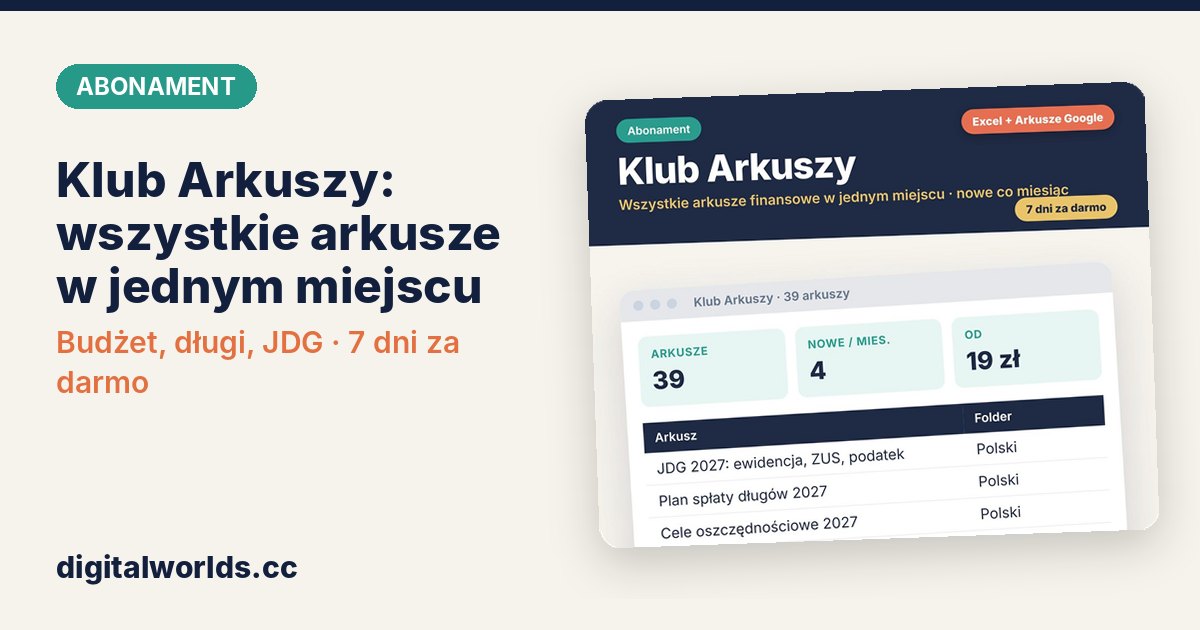 ABONAMENT
Klub Arkuszy:
wszystkie arkusze
w jednym miejscu
Budżet, długi, JDG · 7 dni za
darmo
digitalworlds.cc
Abonament
Excel + Arkusze Google
Klub Arkuszy
Wszystkie arkusze finansowe w jednym miejscu · nowe co miesiąc
7 dni za darmo
Klub Arkuszy · 39 arkuszy
ARKUSZE
39
NOWE / MIES.
4
OD
19 zł
Arkusz Folder
JDG 2027: ewidencja, ZUS, podatek Polski
Plan spłaty długów 2027 Polski
Cele oszczędnościowe 2027 Polski